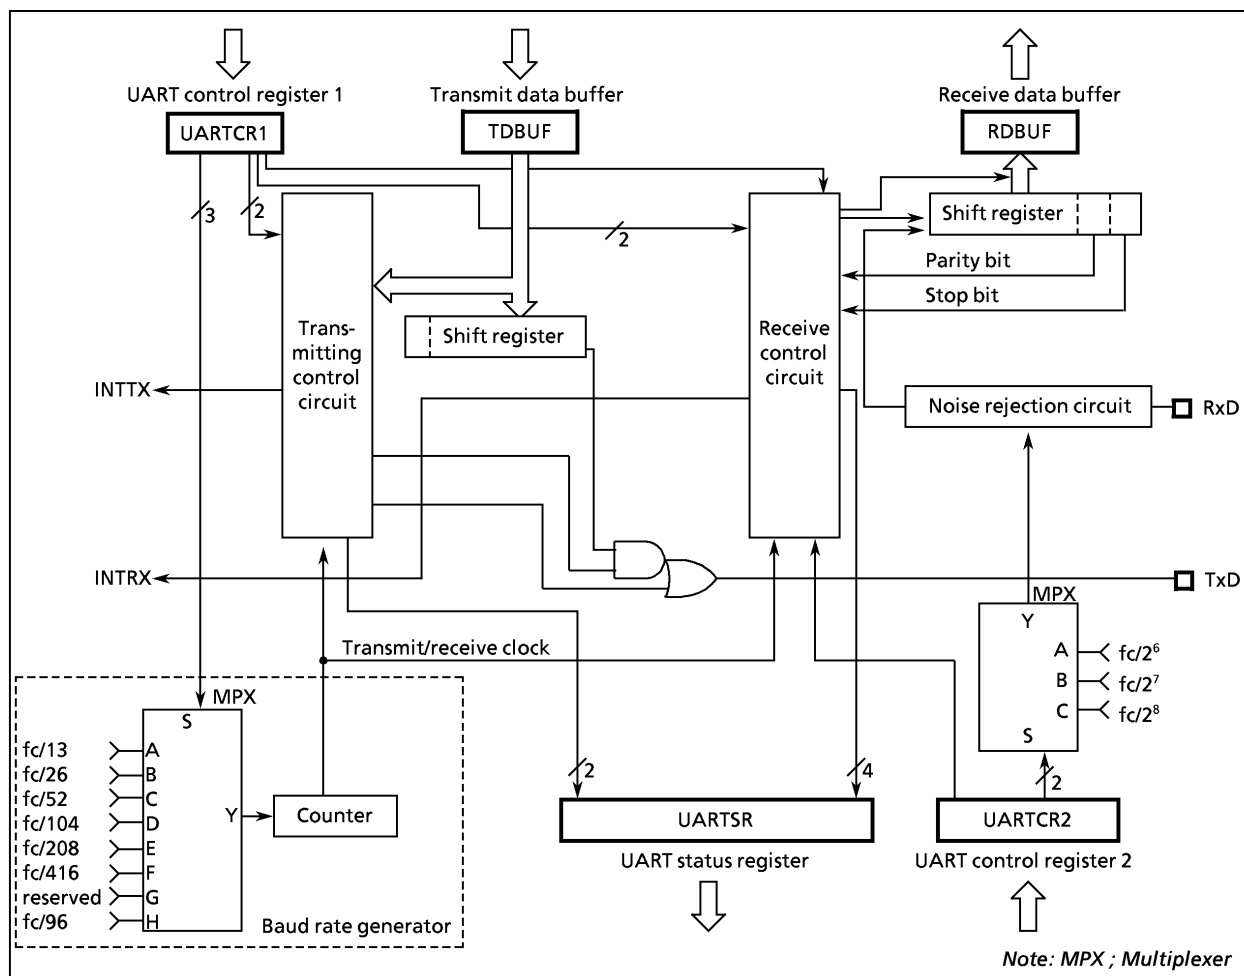 UART control register 1
Transmit data buffer
Receive data buffer
UARTCR1
TDBUF
RDBUF
3
2
2
Shift register
Parity bit
Stop bit
Trans-
mitting
control
circuit
Shift register
Receive
control
circuit
INTTX
Noise rejection circuit
RxD
INTRX
TxD
MPX
Y
A
fc/2⁶
B
fc/2⁷
C
fc/2⁸
S
Transmit/receive clock
MPX
S
fc/13
A
fc/26
B
fc/52
C
fc/104
D
fc/208
E
fc/416
F
reserved
G
fc/96
H
Y
Counter
Baud rate generator
2
4
2
UARTSR
UARTCR2
UART status register
UART control register 2
Note: MPX ; Multiplexer